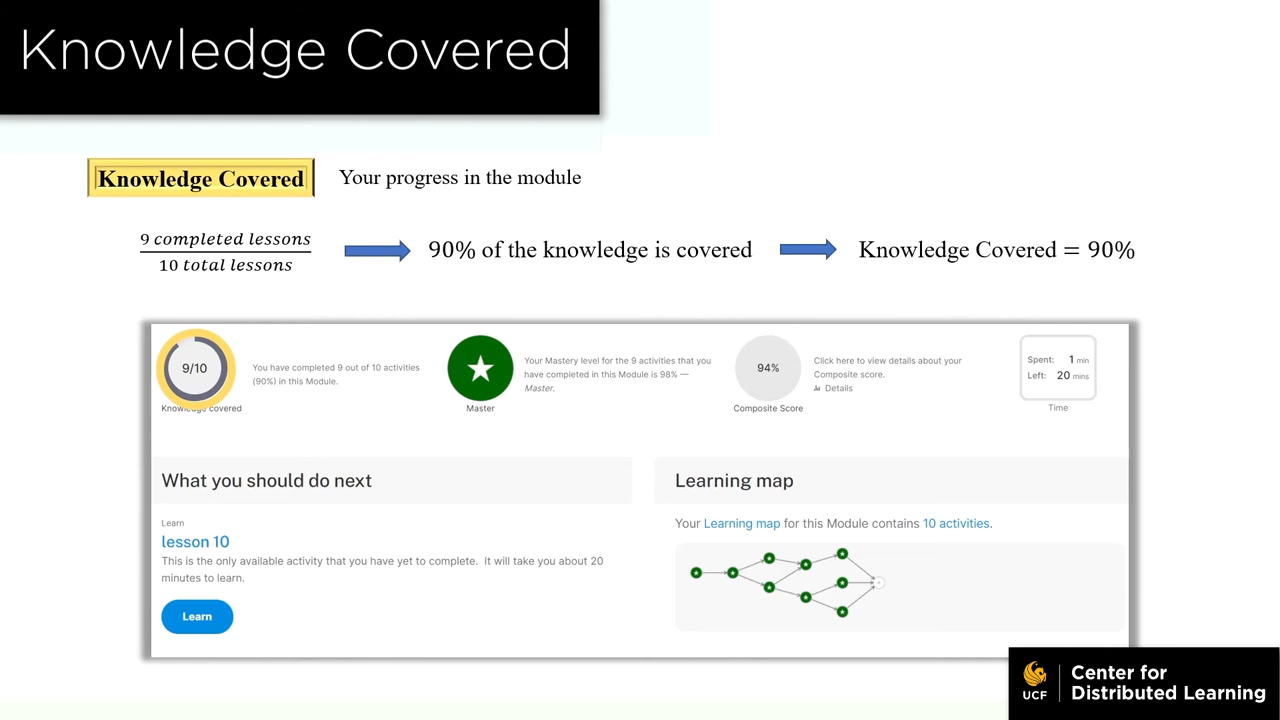 Knowledge Covered
Knowledge Covered Your progress in the module
9 completed lessons
10 total lessons
90% of the knowledge is covered
Knowledge Covered = 90%
9/10
Knowledge covered
You have completed 9 out of 10 activities
(90%) in this Module.
Master
Your Mastery level for the 9 activities that you
have completed in this Module is 98% —
Master.
94%
Composite Score
Click here to view details about your
Composite score.
Details
Spent: 1 min
Left: 20 mins
Time
What you should do next
Learn
lesson 10
This is the only available activity that you have yet to complete. It will take you about 20
minutes to learn.
Learn
Learning map
Your Learning map for this Module contains 10 activities.
UCF
Center for
Distributed Learning